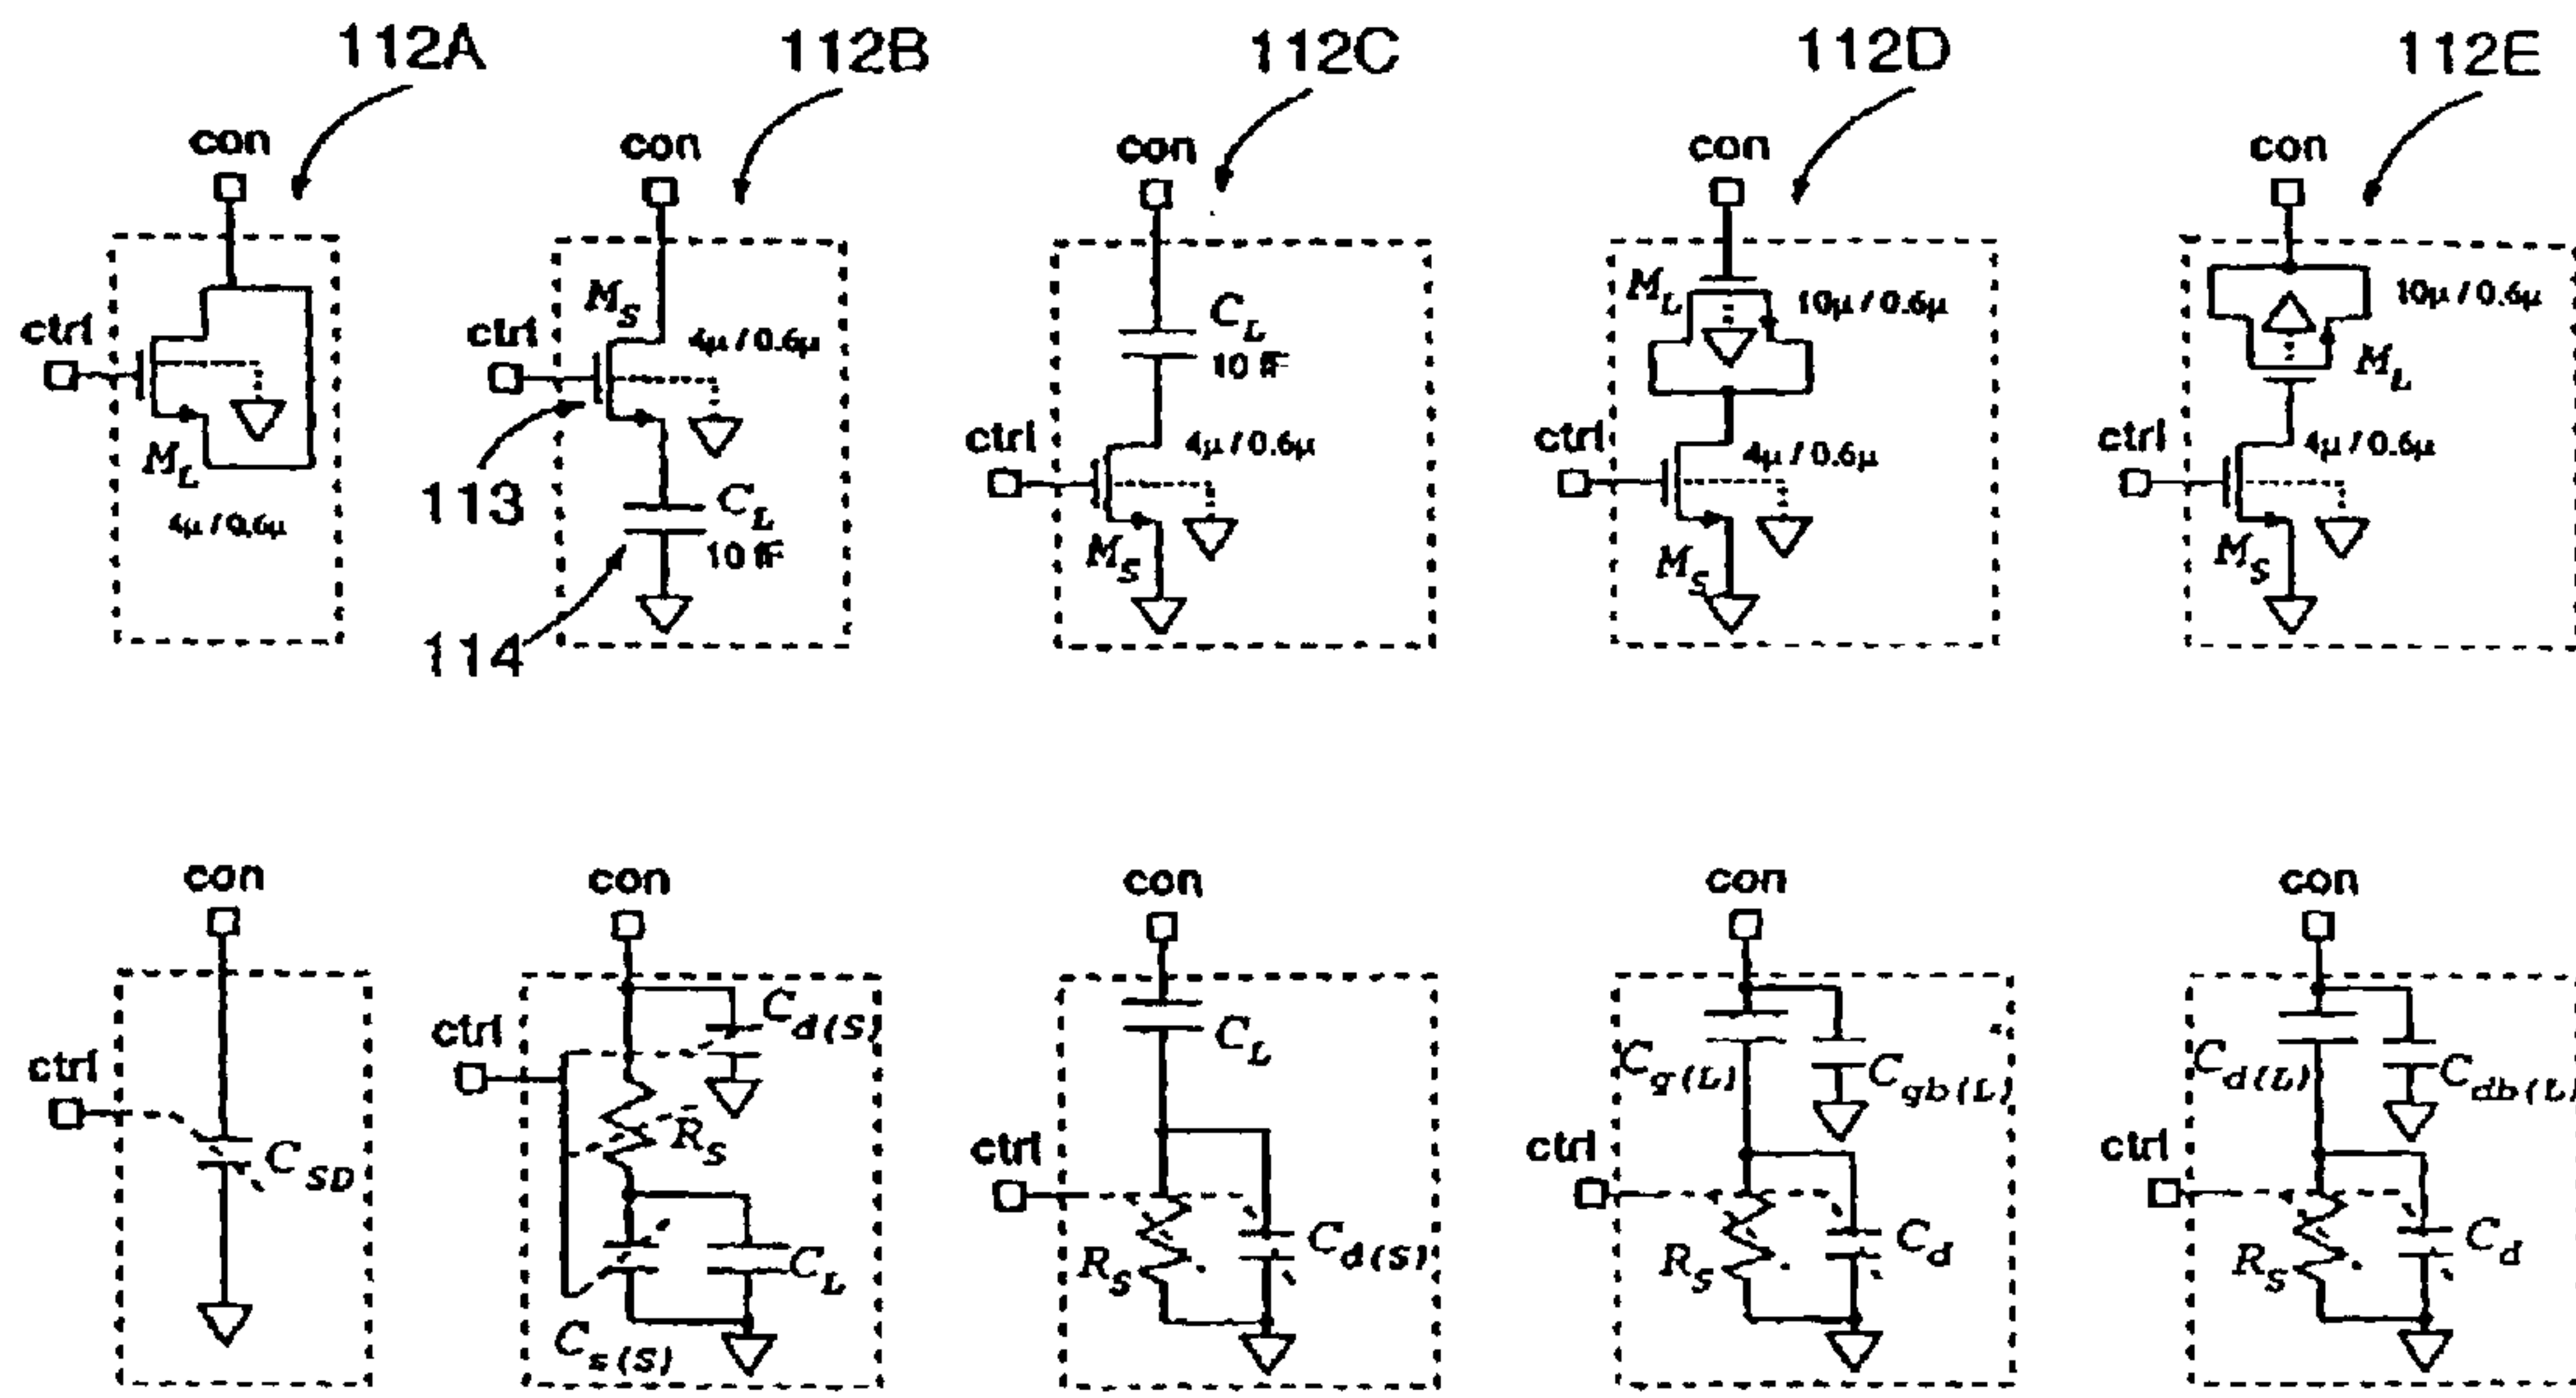 112A 112B 112C 112D 112E
con con con con con
ctrl M_L 4μ / 0.6μ
ctrl M_S 4μ / 0.6μ 113 C_L 10 fF 114
C_L 10 fF ctrl 4μ / 0.6μ M_S
M_L 10μ / 0.6μ ctrl 4μ / 0.6μ M_S
10μ / 0.6μ M_L ctrl 4μ / 0.6μ M_S
con con con con con
ctrl C_SD
ctrl C_d(S) R_S C_L C_s(S)
C_L ctrl R_S C_d(S)
C_g(L) C_gb(L) ctrl R_S C_d
C_d(L) C_db(L) ctrl R_S C_d